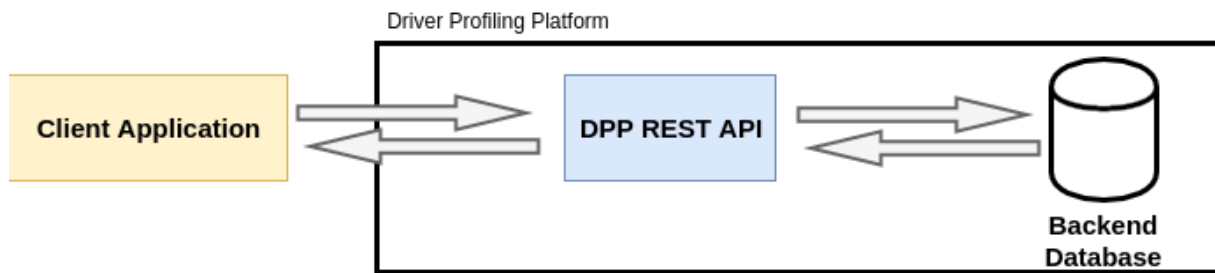 Driver Profiling Platform
Client Application
DPP REST API
Backend
Database